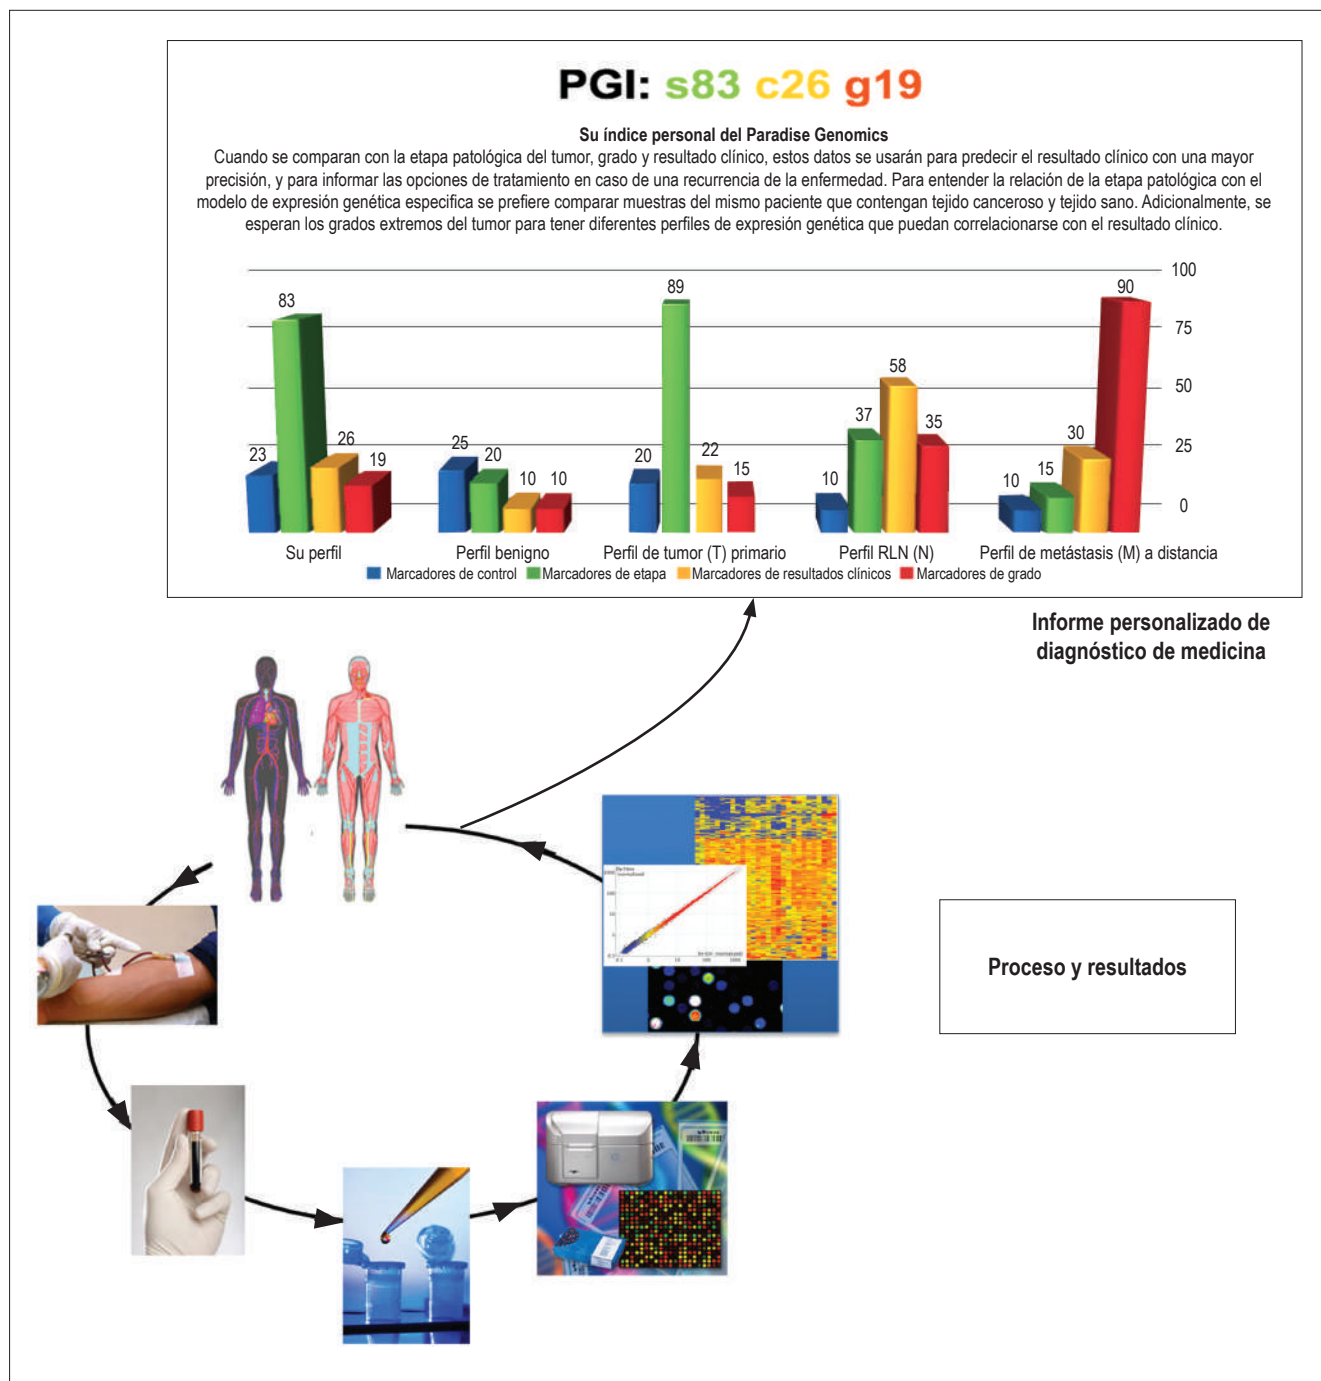 PGI: s83 c26 g19
Su índice personal del Paradise Genomics
Cuando se comparan con la etapa patológica del tumor, grado y resultado clínico, estos datos se usarán para predecir el resultado clínico con una mayor
precisión, y para informar las opciones de tratamiento en caso de una recurrencia de la enfermedad. Para entender la relación de la etapa patológica con el
modelo de expresión genética especifica se prefiere comparar muestras del mismo paciente que contengan tejido canceroso y tejido sano. Adicionalmente, se
esperan los grados extremos del tumor para tener diferentes perfiles de expresión genética que puedan correlacionarse con el resultado clínico.
100
75
50
25
0
23 83 26 19
25 20 10 10
20 89 22 15
10 37 58 35
10 15 30 90
Su perfil
Perfil benigno
Perfil de tumor (T) primario
Perfil RLN (N)
Perfil de metástasis (M) a distancia
Marcadores de control
Marcadores de etapa
Marcadores de resultados clínicos
Marcadores de grado
Informe personalizado de
diagnóstico de medicina
Proceso y resultados